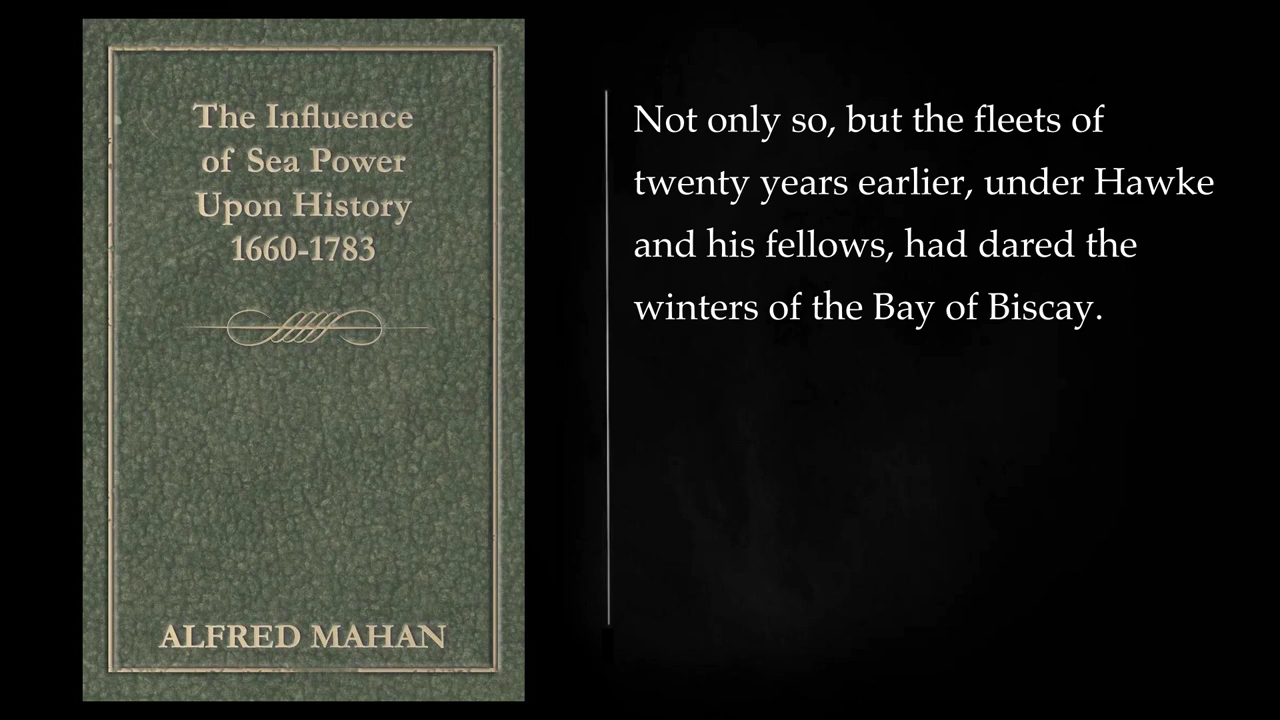 The Influence
of Sea Power
Upon History
1660-1783
ALFRED MAHAN
Not only so, but the fleets of
twenty years earlier, under Hawke
and his fellows, had dared the
winters of the Bay of Biscay.